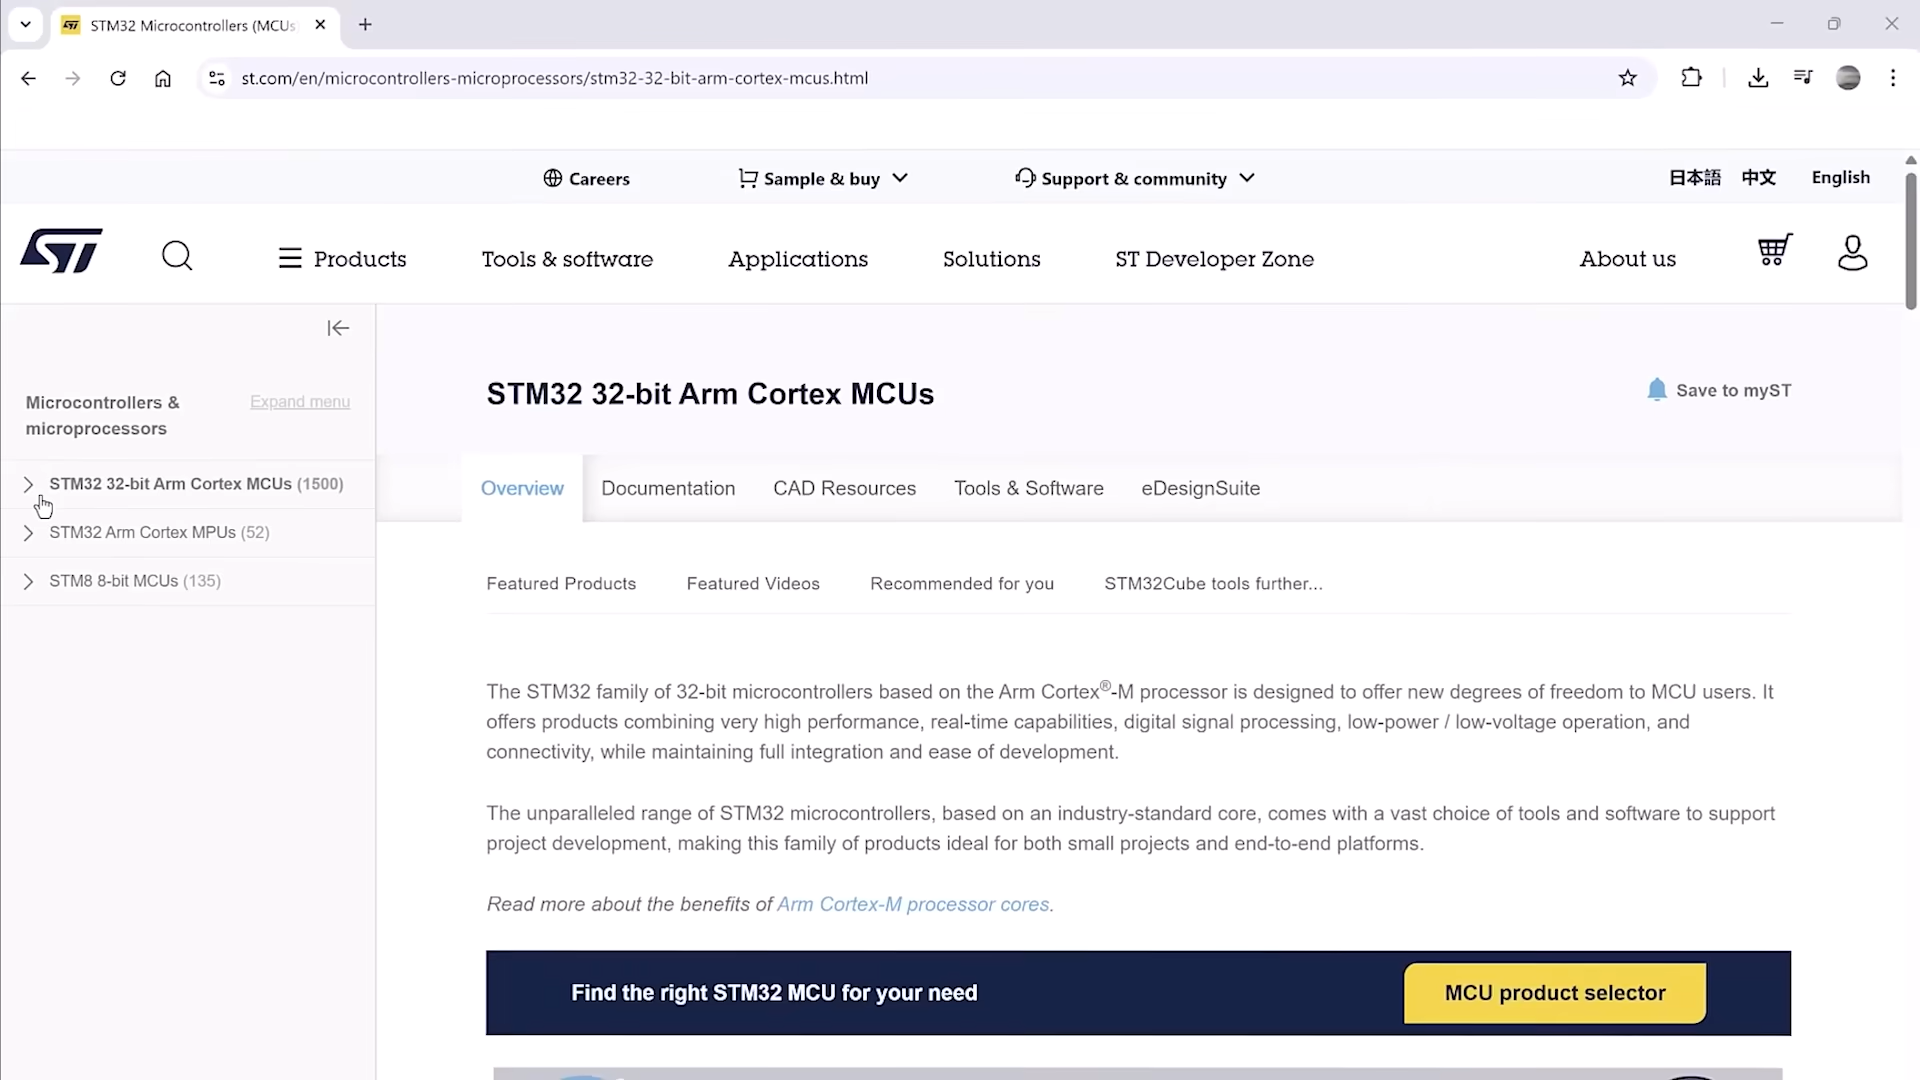 STM32 Microcontrollers (MCUs
st.com/en/microcontrollers-microprocessors/stm32-32-bit-arm-cortex-mcus.html
Careers
Sample & buy
Support & community
日本語
中文
English
ST
Products
Tools & software
Applications
Solutions
ST Developer Zone
About us
Microcontrollers &
microprocessors
Expand menu
STM32 32-bit Arm Cortex MCUs (1500)
STM32 Arm Cortex MPUs (52)
STM8 8-bit MCUs (135)
STM32 32-bit Arm Cortex MCUs
Save to myST
Overview
Documentation
CAD Resources
Tools & Software
eDesignSuite
Featured Products
Featured Videos
Recommended for you
STM32Cube tools further...
The STM32 family of 32-bit microcontrollers based on the Arm Cortex®-M processor is designed to offer new degrees of freedom to MCU users. It
offers products combining very high performance, real-time capabilities, digital signal processing, low-power / low-voltage operation, and
connectivity, while maintaining full integration and ease of development.
The unparalleled range of STM32 microcontrollers, based on an industry-standard core, comes with a vast choice of tools and software to support
project development, making this family of products ideal for both small projects and end-to-end platforms.
Read more about the benefits of Arm Cortex-M processor cores.
Find the right STM32 MCU for your need
MCU product selector